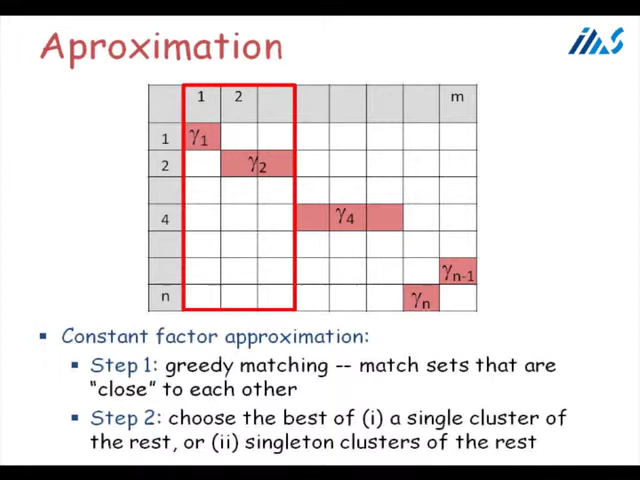 Aproximation
ims
1 2 m
1 γ1
2 γ2
4 γ4
γn-1
n γn
▪ Constant factor approximation:
▪ Step 1: greedy matching -- match sets that are
“close” to each other
▪ Step 2: choose the best of (i) a single cluster of
the rest, or (ii) singleton clusters of the rest